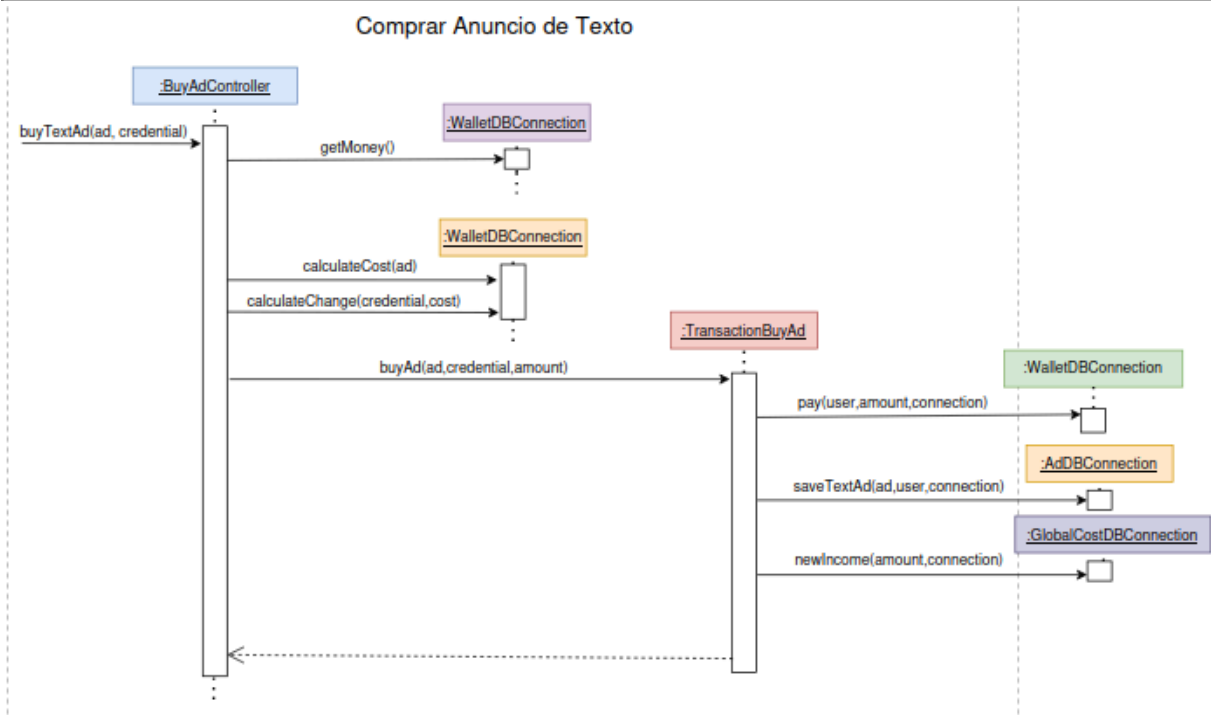 Comprar Anuncio de Texto
:BuyAdController
buyTextAd(ad, credential)
:WalletDBConnection
getMoney()
:WalletDBConnection
calculateCost(ad)
calculateChange(credential,cost)
:TransactionBuyAd
buyAd(ad,credential,amount)
:WalletDBConnection
pay(user,amount,connection)
:AdDBConnection
saveTextAd(ad,user,connection)
:GlobalCostDBConnection
newIncome(amount,connection)